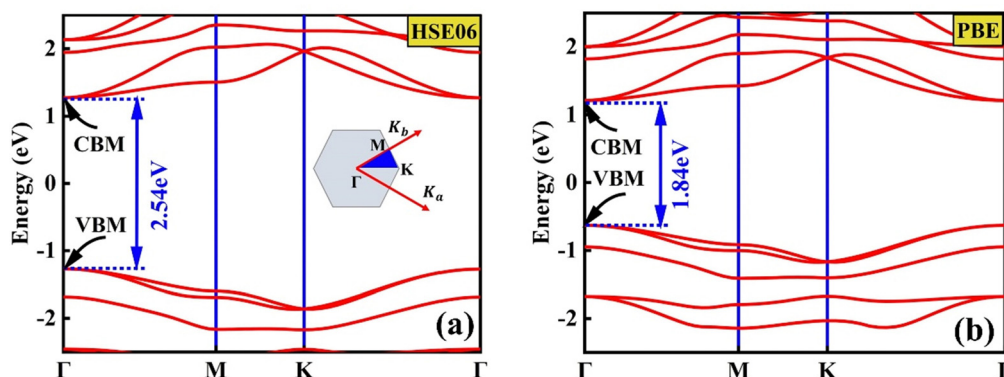 HSE06
PBE
2
1
0
-1
-2
Energy (eV)
CBM
VBM
2.54eV
K_b
M
K
Γ
K_a
(a)
Γ
M
K
Γ
2
1
0
-1
-2
Energy (eV)
CBM
VBM
1.84eV
(b)
Γ
M
K
Γ